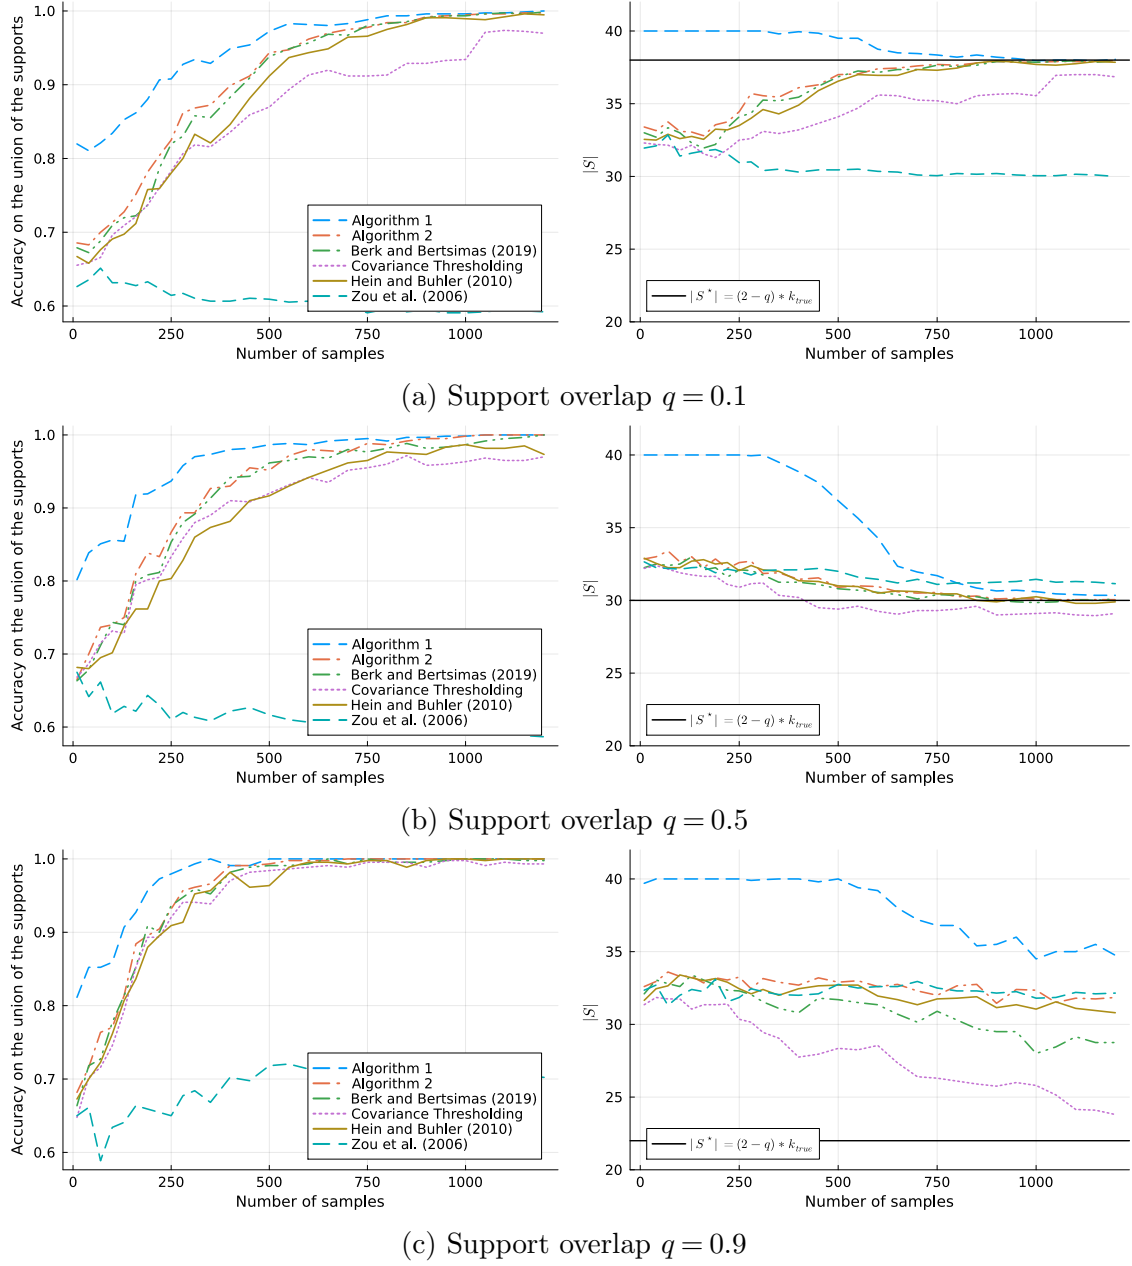 Accuracy on the union of the supports
1.0
0.9
0.8
0.7
0.6
0
250
500
750
1000
Number of samples
Algorithm 1
Algorithm 2
Berk and Bertsimas (2019)
Covariance Thresholding
Hein and Buhler (2010)
Zou et al. (2006)
|S|
40
35
30
25
20
0
250
500
750
1000
Number of samples
|S*| = (2 − q) * k_true
(a) Support overlap q = 0.1
Accuracy on the union of the supports
1.0
0.9
0.8
0.7
0.6
0
250
500
750
1000
Number of samples
Algorithm 1
Algorithm 2
Berk and Bertsimas (2019)
Covariance Thresholding
Hein and Buhler (2010)
Zou et al. (2006)
|S|
40
35
30
25
20
0
250
500
750
1000
Number of samples
|S*| = (2 − q) * k_true
(b) Support overlap q = 0.5
Accuracy on the union of the supports
1.0
0.9
0.8
0.7
0.6
0
250
500
750
1000
Number of samples
Algorithm 1
Algorithm 2
Berk and Bertsimas (2019)
Covariance Thresholding
Hein and Buhler (2010)
Zou et al. (2006)
|S|
40
35
30
25
20
0
250
500
750
1000
Number of samples
|S*| = (2 − q) * k_true
(c) Support overlap q = 0.9